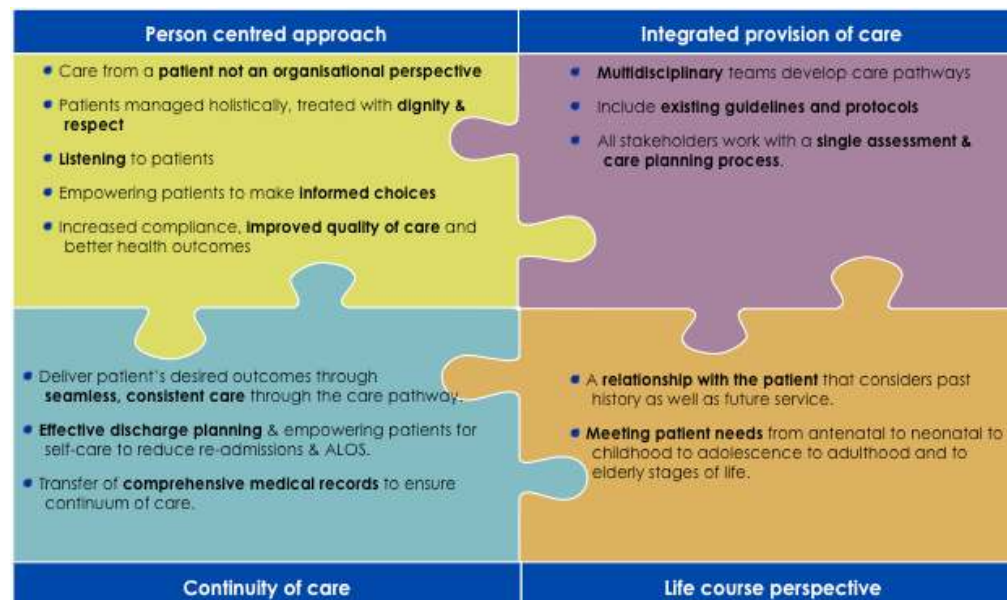 Person centred approach
Care from a patient not an organisational perspective
Patients managed holistically, treated with dignity &
respect
Listening to patients
Empowering patients to make informed choices
Increased compliance, improved quality of care and
better health outcomes
Integrated provision of care
Multidisciplinary teams develop care pathways
Include existing guidelines and protocols
All stakeholders work with a single assessment &
care planning process.
Deliver patient's desired outcomes through
seamless, consistent care through the care pathway.
Effective discharge planning & empowering patients for
self-care to reduce re-admissions & ALOS.
Transfer of comprehensive medical records to ensure
continuum of care.
Continuity of care
A relationship with the patient that considers past
history as well as future service.
Meeting patient needs from antenatal to neonatal to
childhood to adolescence to adulthood and to
elderly stages of life.
Life course perspective